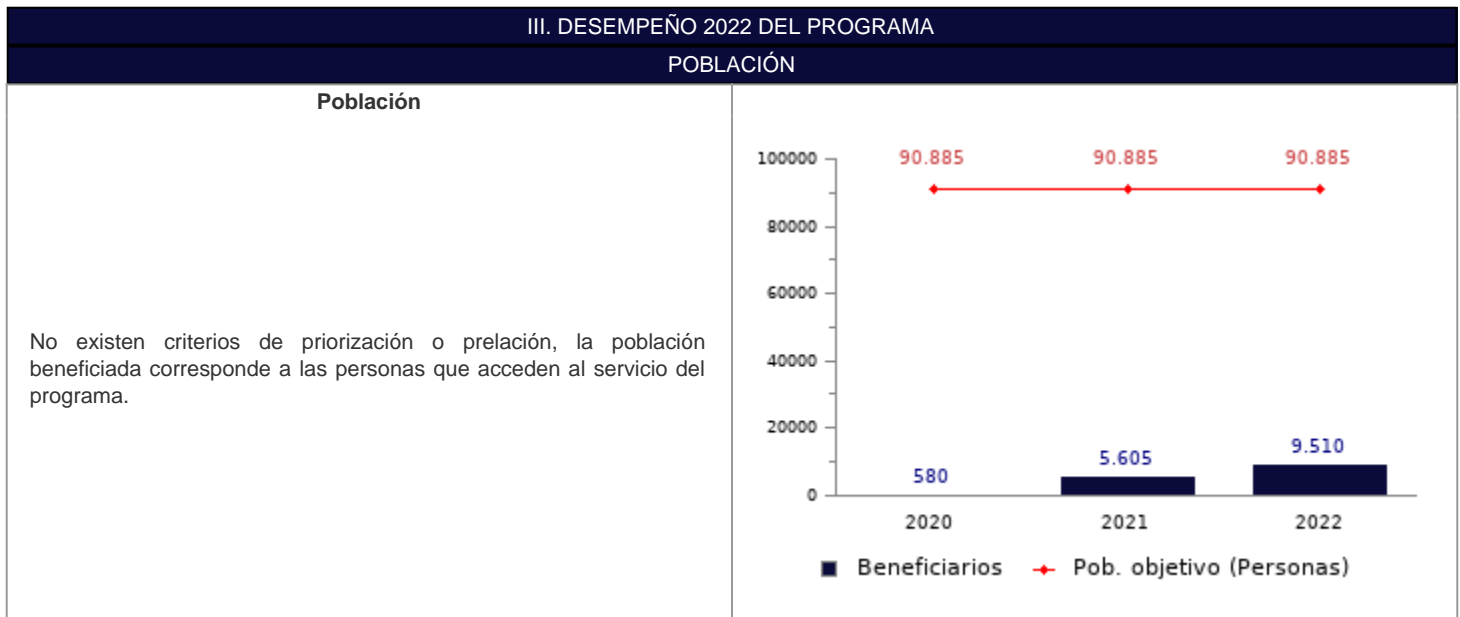 III. DESEMPEÑO 2022 DEL PROGRAMA
POBLACIÓN
Población
No existen criterios de priorización o prelación, la población
beneficiada corresponde a las personas que acceden al servicio del
programa.
100000
80000
60000
40000
20000
0
90.885 90.885 90.885
580 5.605 9.510
2020 2021 2022
Beneficiarios Pob. objetivo (Personas)